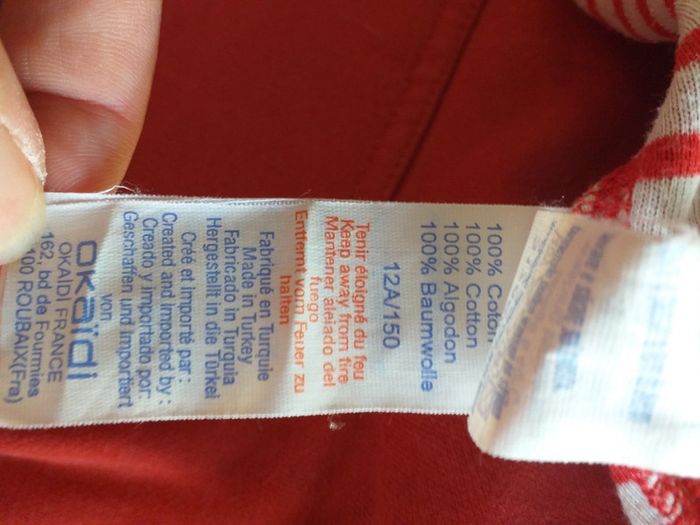 100% Coton
100% Cotton
100% Algodon
100% Baumwolle
12A/150
Tenir éloigné du feu
Keep away from fire
Mantener alejado del
fuego
Entfernt vom Feuer zu
halten
Fabriqué en Turquie
Made in Turkey
Fabricado in Turquia
Hergestellt in die Türkei
Créé et Importé par :
Created and Imported by :
Creado y Importado por:
Geschaffen und Importiert
von
okaïdi
OKAIDI FRANCE
162, bd de Fourmies
100 ROUBAIX(Fra)